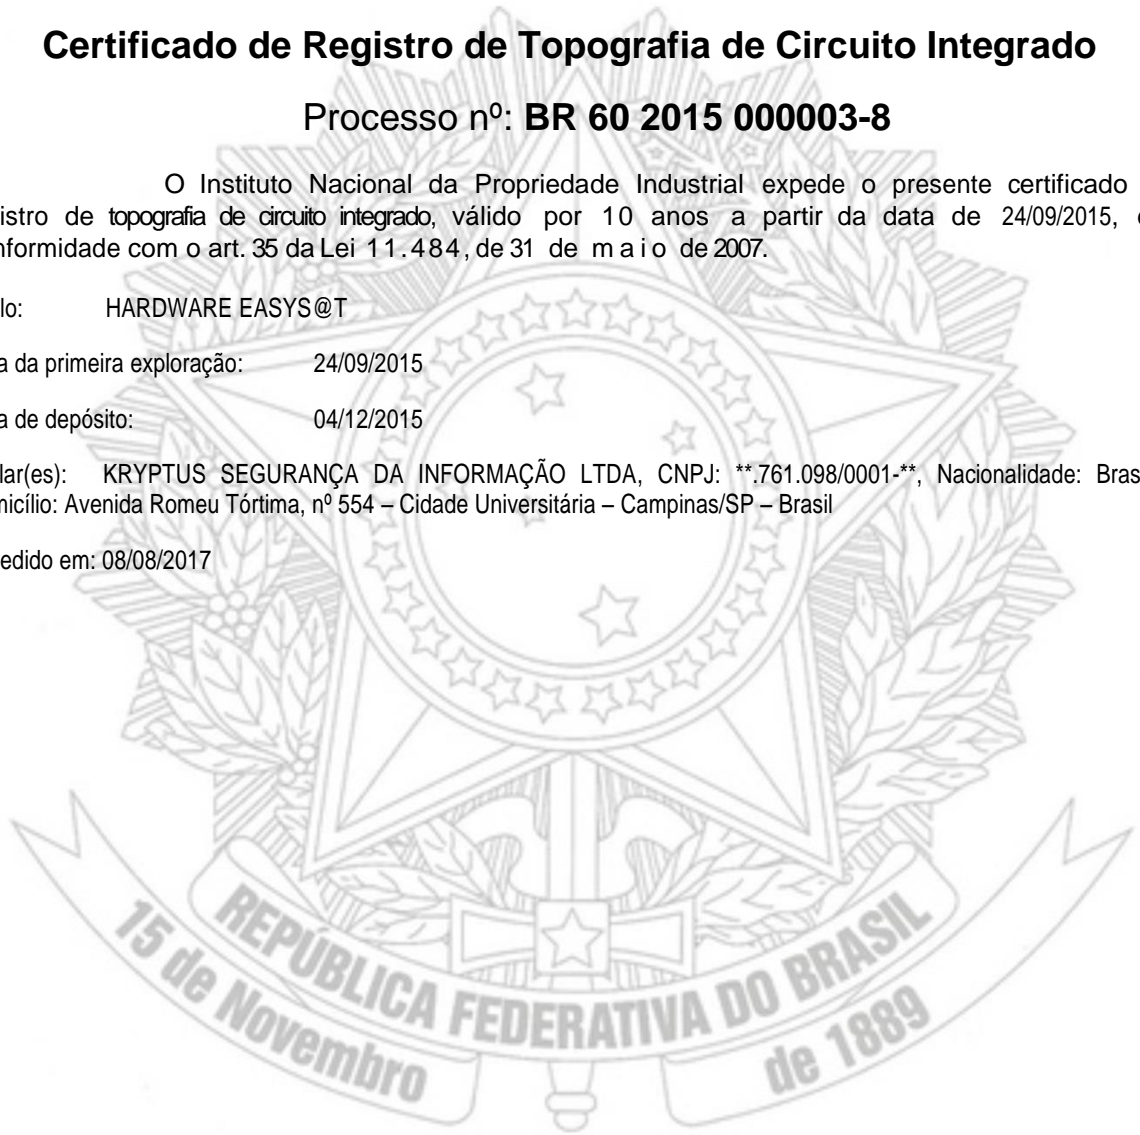 Certificado de Registro de Topografia de Circuito Integrado
Processo nº: BR 60 2015 000003-8
O Instituto Nacional da Propriedade Industrial expede o presente certificado
istro de topografia de circuito integrado, válido por 10 anos a partir da data de 24/09/2015,
nformidade com o art. 35 da Lei 11.484, de 31 de maio de 2007.
lo: HARDWARE EASYS@T
a da primeira exploração: 24/09/2015
a de depósito: 04/12/2015
lar(es): KRYPTUS SEGURANÇA DA INFORMAÇÃO LTDA, CNPJ: **.761.098/0001-**, Nacionalidade: Bras
nicílio: Avenida Romeu Tórtima, nº 554 – Cidade Universitária – Campinas/SP – Brasil
edido em: 08/08/2017
REPÚBLICA FEDERATIVA DO BRASIL
15 de Novembro de 1889